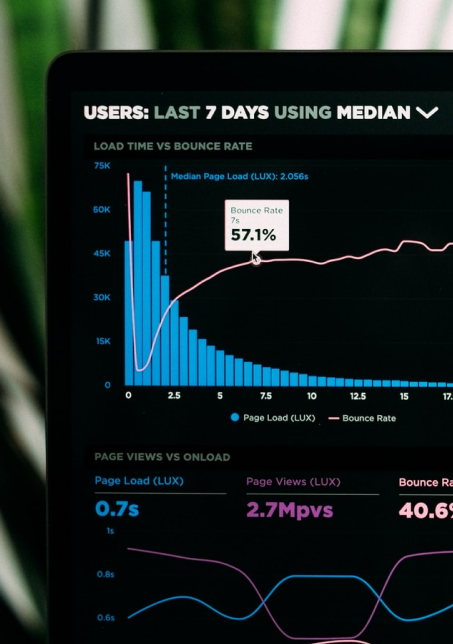 USERS: LAST 7 DAYS USING MEDIAN
LOAD TIME VS BOUNCE RATE
75K
Median Page Load (LUX): 2.056s
60K
Bounce Rate
7s
57.1%
45K
30K
15K
0
0 2.5 5 7.5 10 12.5 15 17.
Page Load (LUX) Bounce Rate
PAGE VIEWS VS ONLOAD
Page Load (LUX) Page Views (LUX) Bounce Ra
0.7s 2.7Mpvs 40.6%
1s
0.8s
0.6s